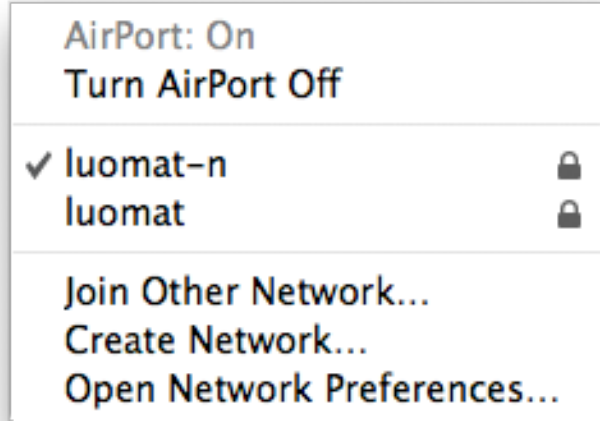 AirPort: On
Turn AirPort Off
luomat-n
luomat
Join Other Network...
Create Network...
Open Network Preferences...